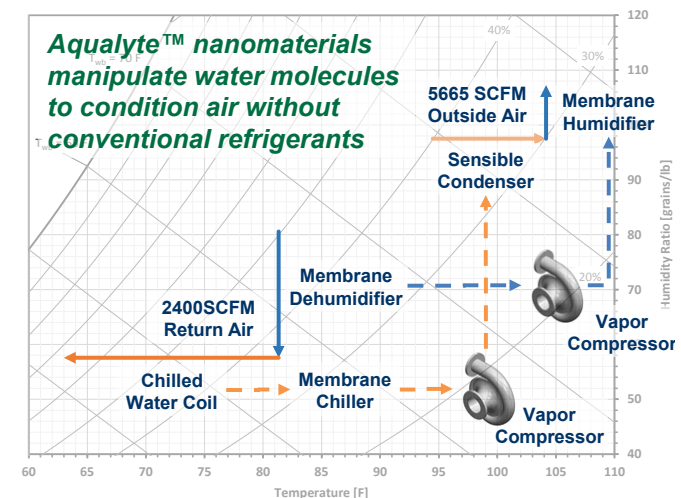 Aqualyte™ nanomaterials
manipulate water molecules
to condition air without
conventional refrigerants
40%
30%
20%
5665 SCFM
Outside Air
Membrane
Humidifier
Sensible
Condenser
Membrane
Dehumidifier
2400SCFM
Return Air
Vapor
Compressor
Chilled
Water Coil
Membrane
Chiller
Vapor
Compressor
120
110
90
80
70
60
50
40
Humidity Ratio [grains/lb]
60
65
70
75
80
85
90
95
100
105
110
Temperature [F]